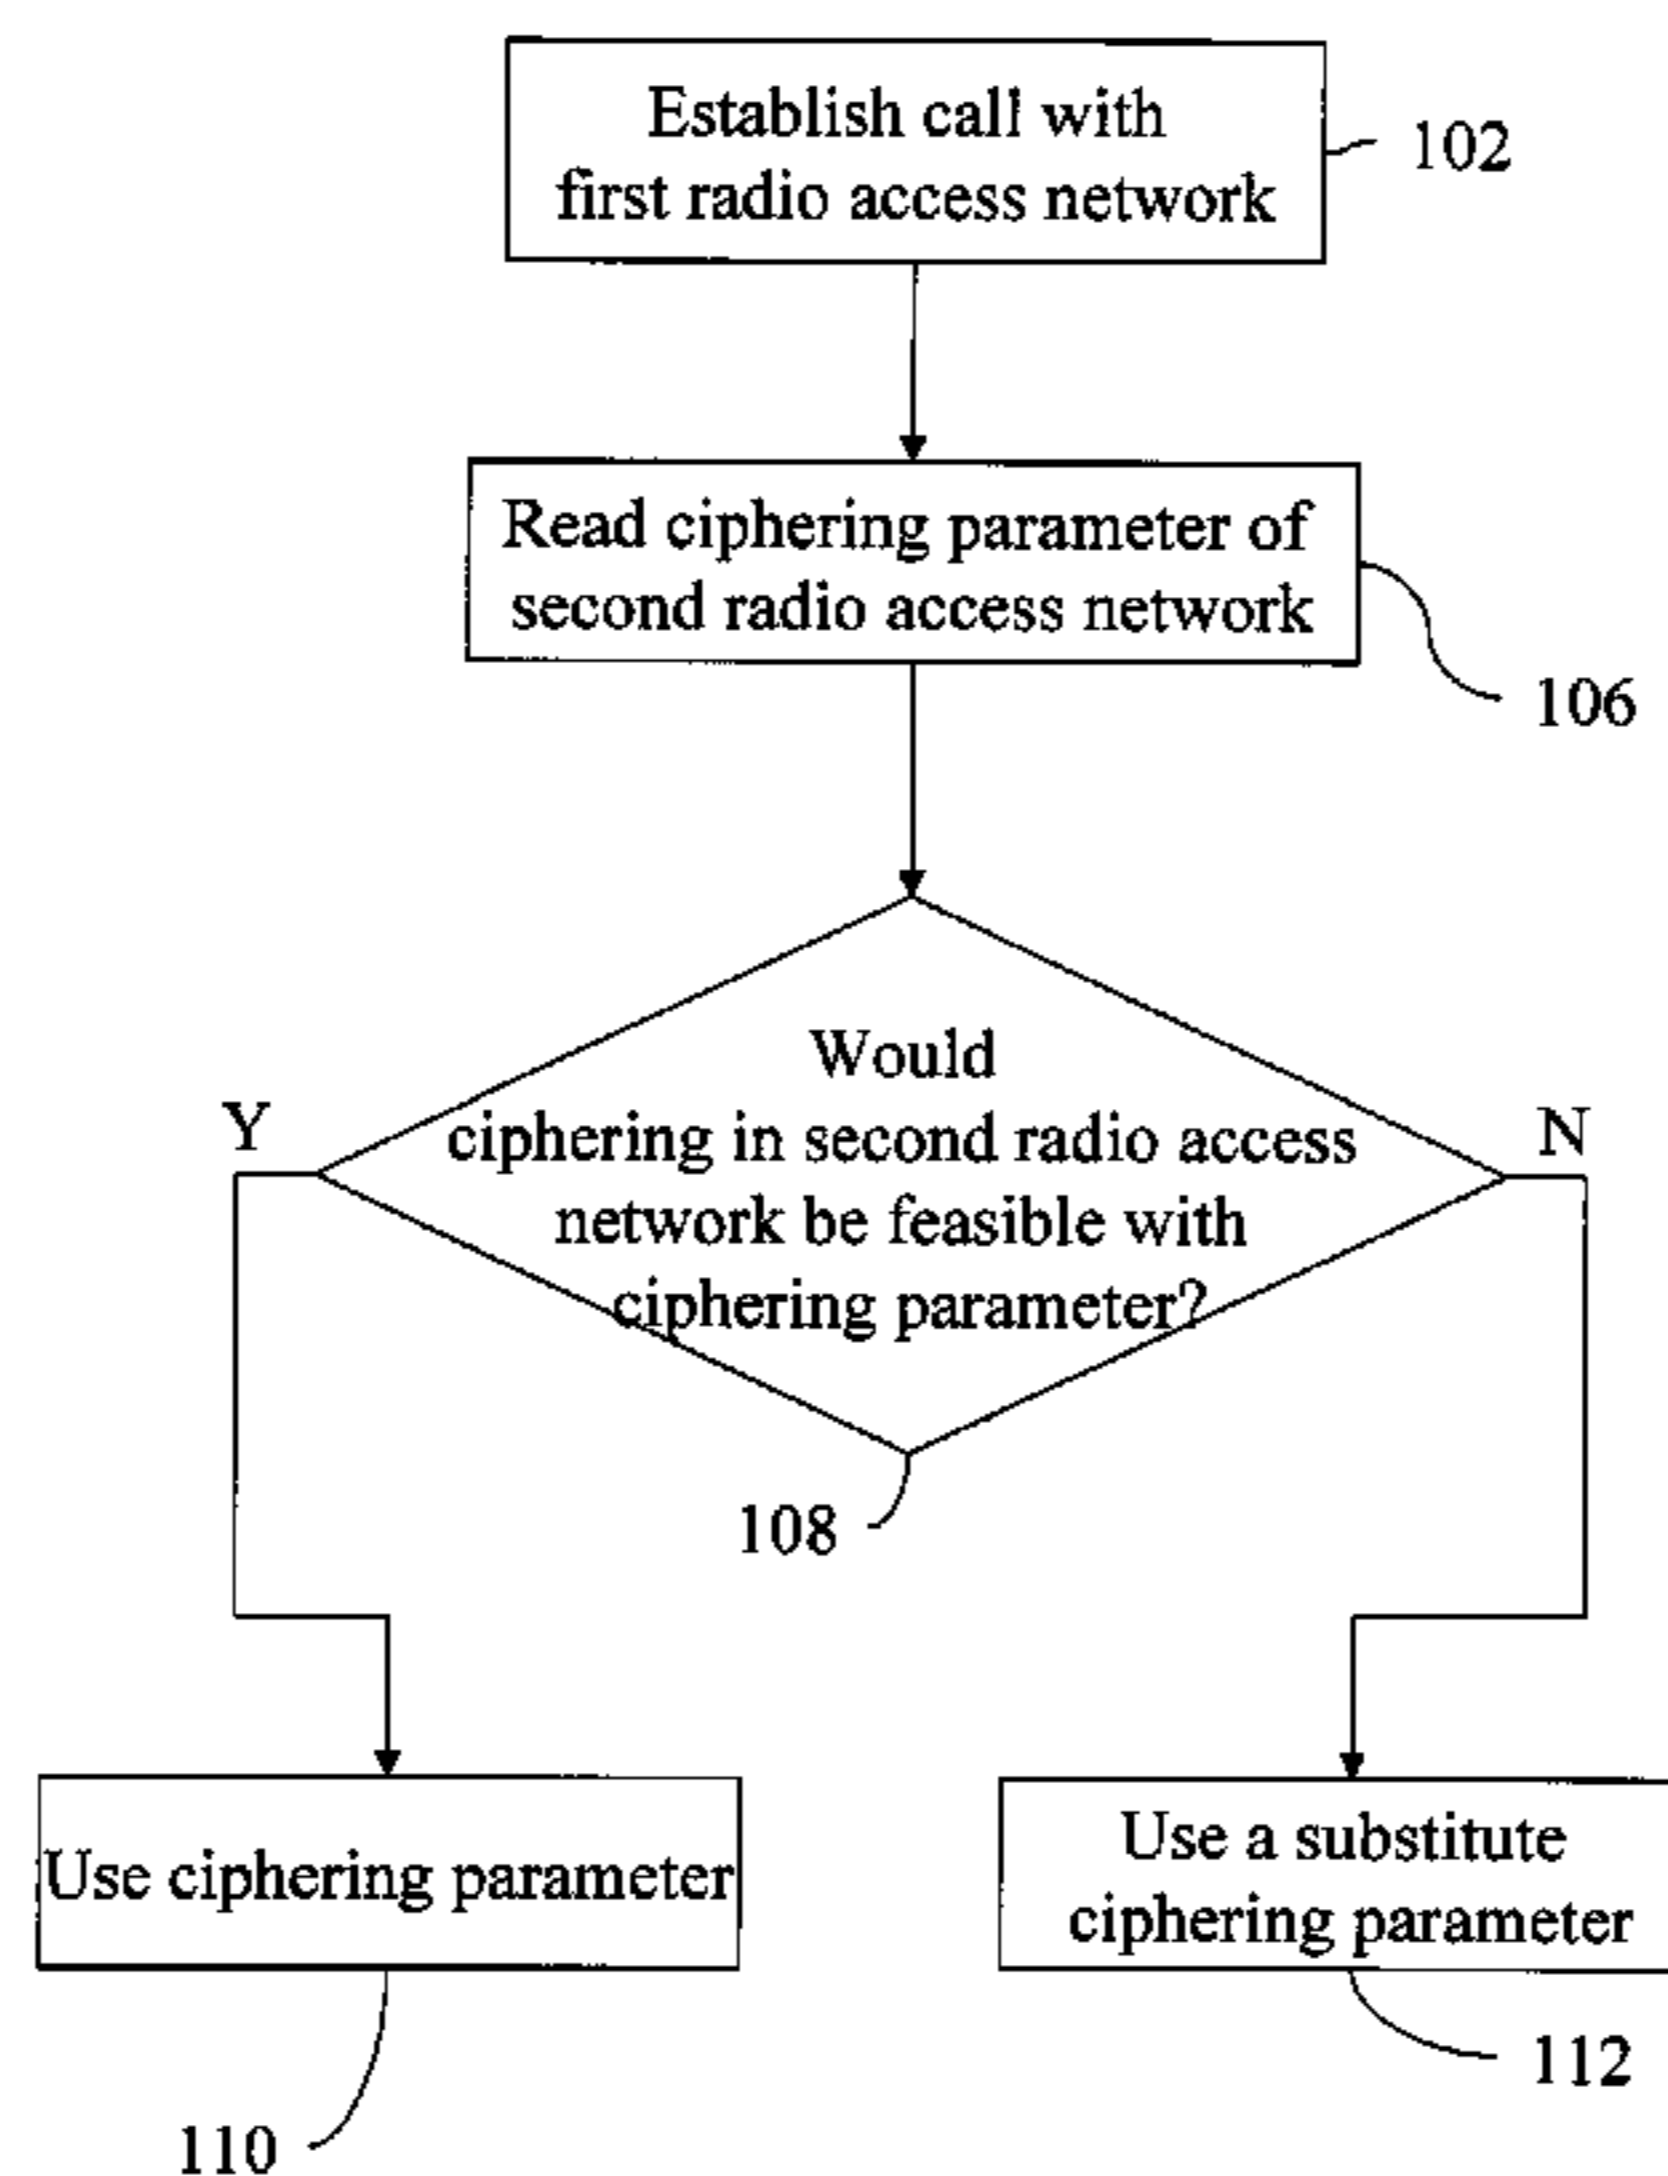 Establish call with
first radio access network
102
Read ciphering parameter of
second radio access network
106
Would
ciphering in second radio access
network be feasible with
ciphering parameter?
Y
N
108
Use ciphering parameter
110
Use a substitute
ciphering parameter
112